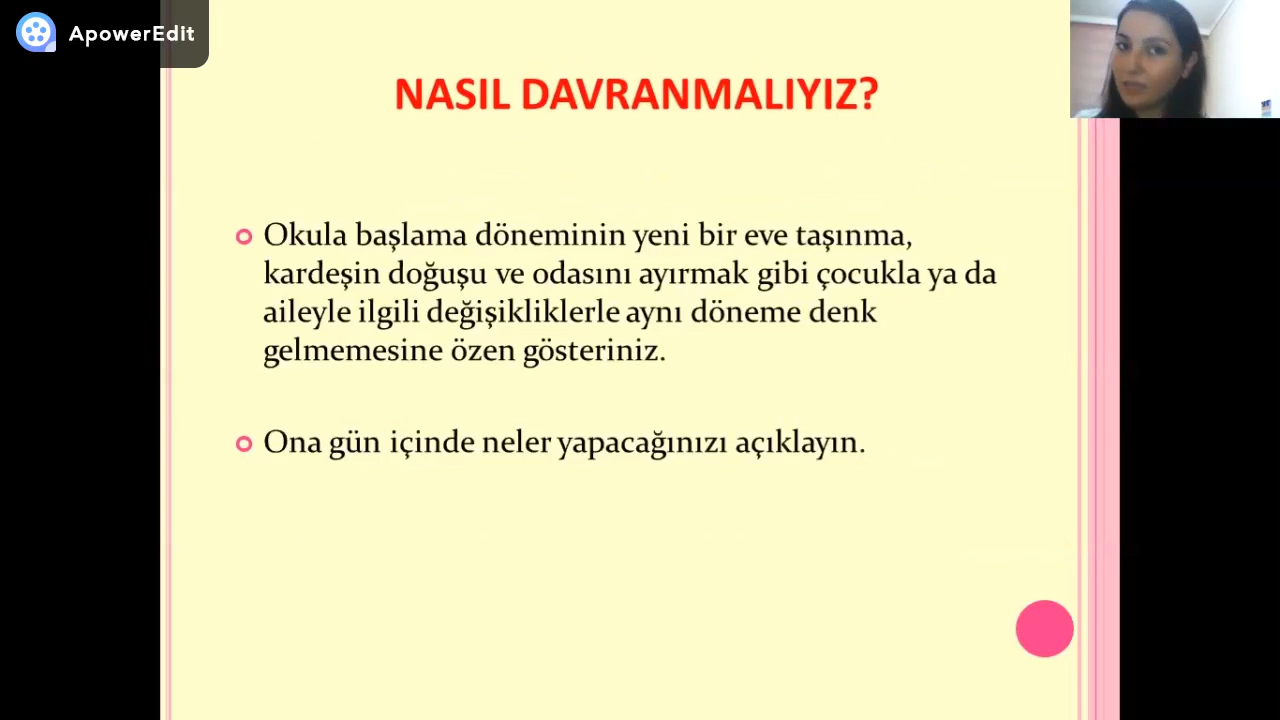 ApowerEdit
NASIL DAVRANMALIYIZ?
Okula başlama döneminin yeni bir eve taşınma,
kardeşin doğuşu ve odasını ayırmak gibi çocukla ya da
aileyle ilgili değişikliklerle aynı döneme denk
gelmemesine özen gösteriniz.
Ona gün içinde neler yapacağınızı açıklayın.